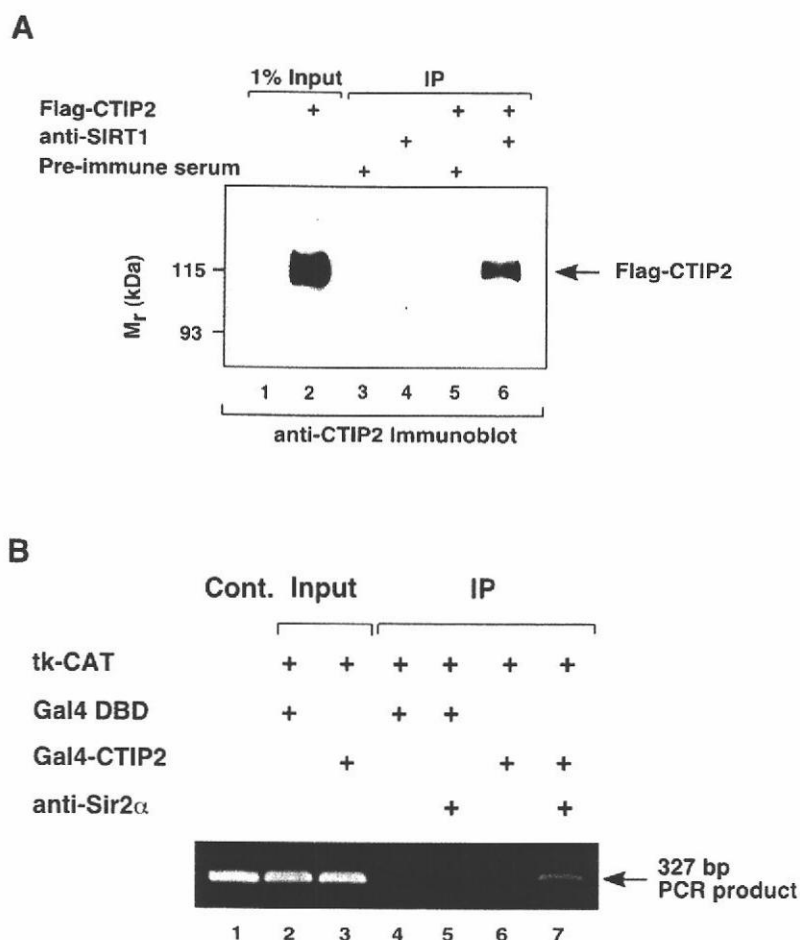 A
1% Input IP
Flag-CTIP2 + + +
anti-SIRT1 + +
Pre-immune serum + +
Mr (kDa)
115
93
Flag-CTIP2
1 2 3 4 5 6
anti-CTIP2 Immunoblot
B
Cont. Input IP
tk-CAT + + + + + +
Gal4 DBD + + +
Gal4-CTIP2 + + +
anti-Sir2α + +
327 bp
PCR product
1 2 3 4 5 6 7